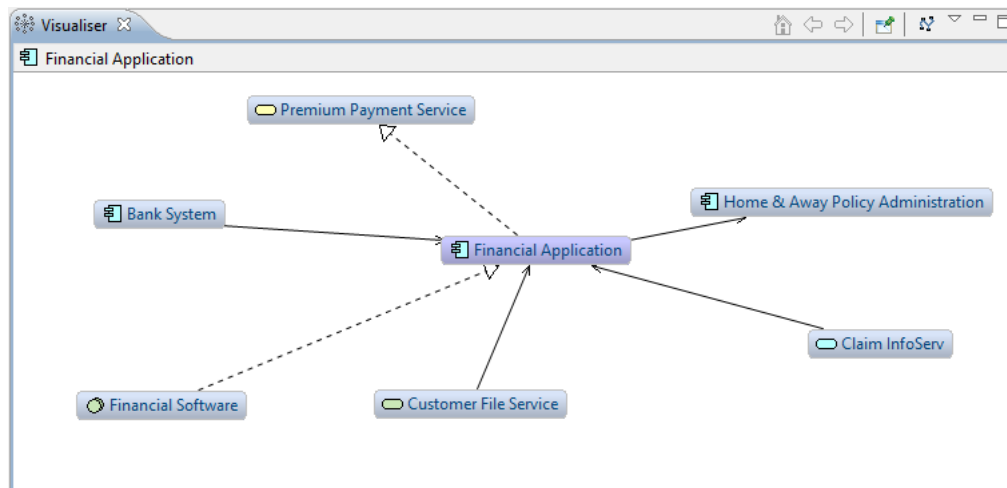 Visualiser
Financial Application
Premium Payment Service
Home & Away Policy Administration
Bank System
Financial Application
Claim InfoServ
Financial Software
Customer File Service